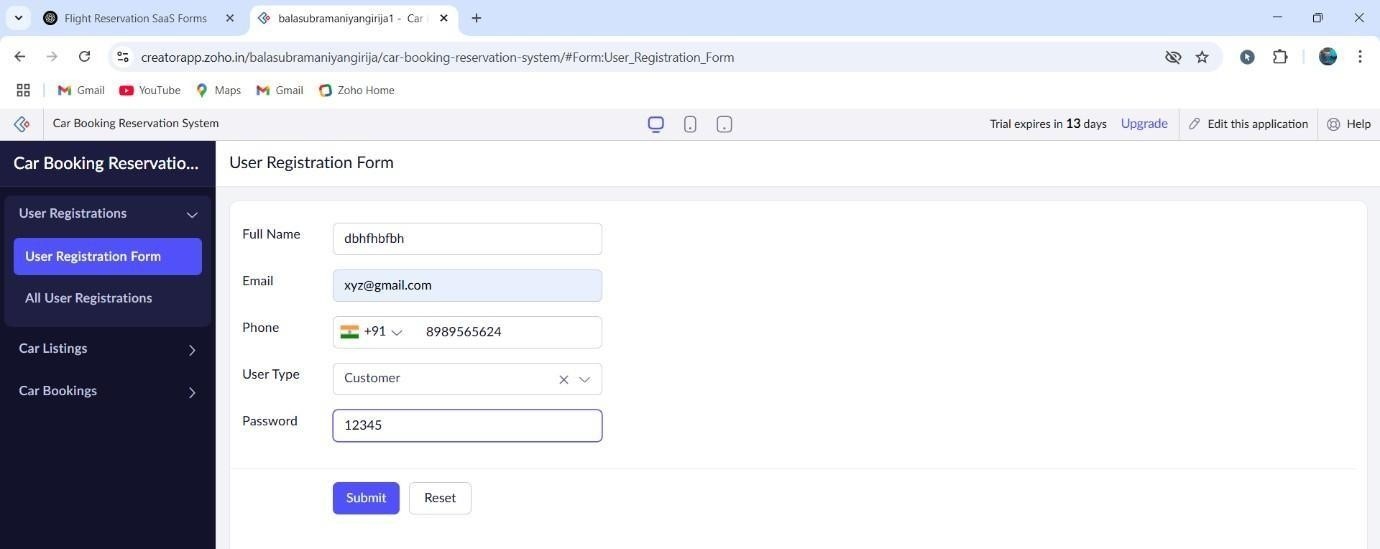 Flight Reservation SaaS Forms
balasubramaniyangirija1 - Car
creatorapp.zoho.in/balasubramaniyangirija/car-booking-reservation-system/#Form:User_Registration_Form
Gmail YouTube Maps Gmail Zoho Home
Car Booking Reservation System Trial expires in 13 days Upgrade Edit this application Help
Car Booking Reservatio...
User Registrations
User Registration Form
All User Registrations
Car Listings
Car Bookings
User Registration Form
Full Name dbhfhbfbh
Email xyz@gmail.com
Phone +91 8989565624
User Type Customer
Password 12345
Submit Reset